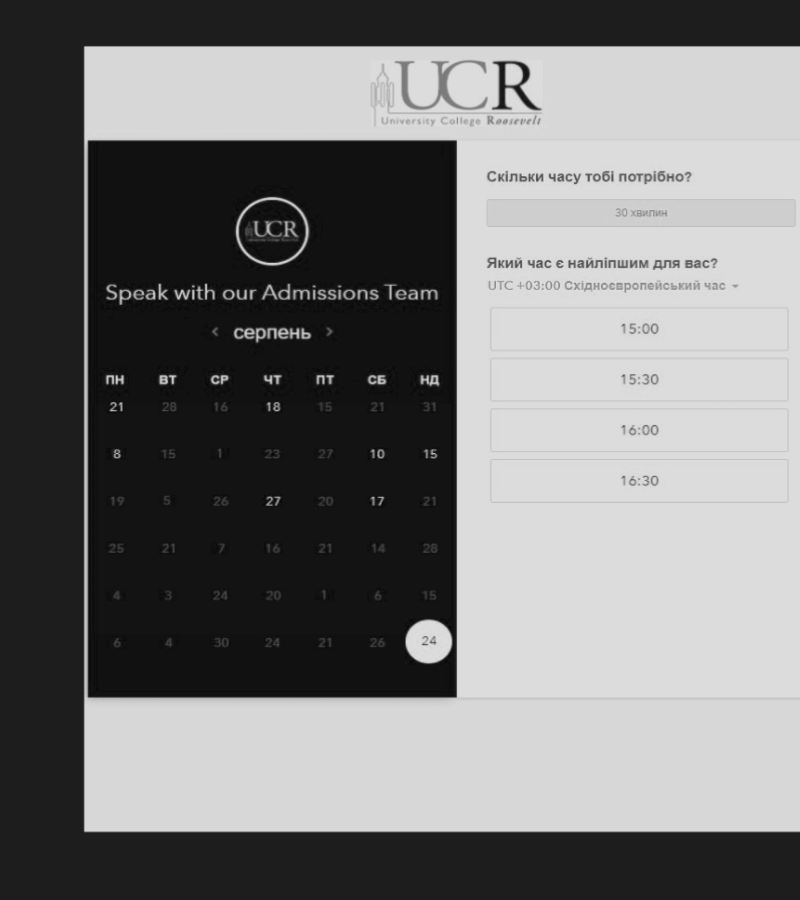 UCR
University College Roosevelt
UCR
Speak with our Admissions Team
серпень
ПН ВТ СР ЧТ ПТ СБ НД
21 28 16 18 15 21 31
8 15 1 23 27 10 15
19 5 26 27 20 17 21
25 21 7 16 21 14 28
4 3 24 20 1 6 15
6 4 30 24 21 26 24
Скільки часу тобі потрібно?
30 хвилин
Який час є найліпшим для вас?
UTC +03:00 Східноєвропейський час
15:00
15:30
16:00
16:30